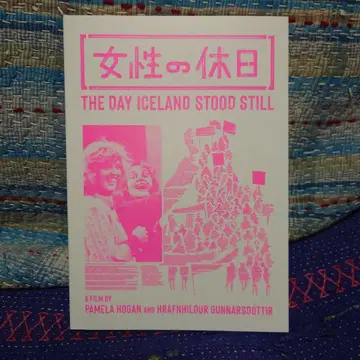 女性の休日
THE DAY ICELAND STOOD STILL
A FILM BY
PAMELA HOGAN AND HRAFNHILDUR GUNNARSDÓTTIR